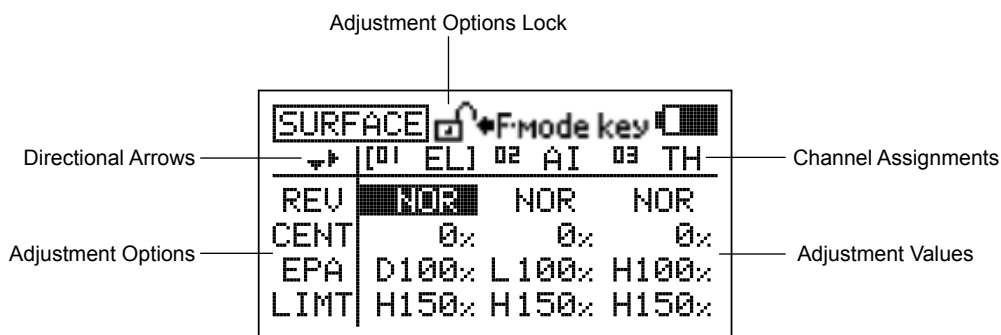 Adjustment Options Lock
SURFACE F·Mode key
Directional Arrows [01 EL] 02 AI 03 TH Channel Assignments
REV NOR NOR NOR
CENT 0% 0% 0%
Adjustment Options Adjustment Values
EPA D100% L100% H100%
LIMT H150% H150% H150%